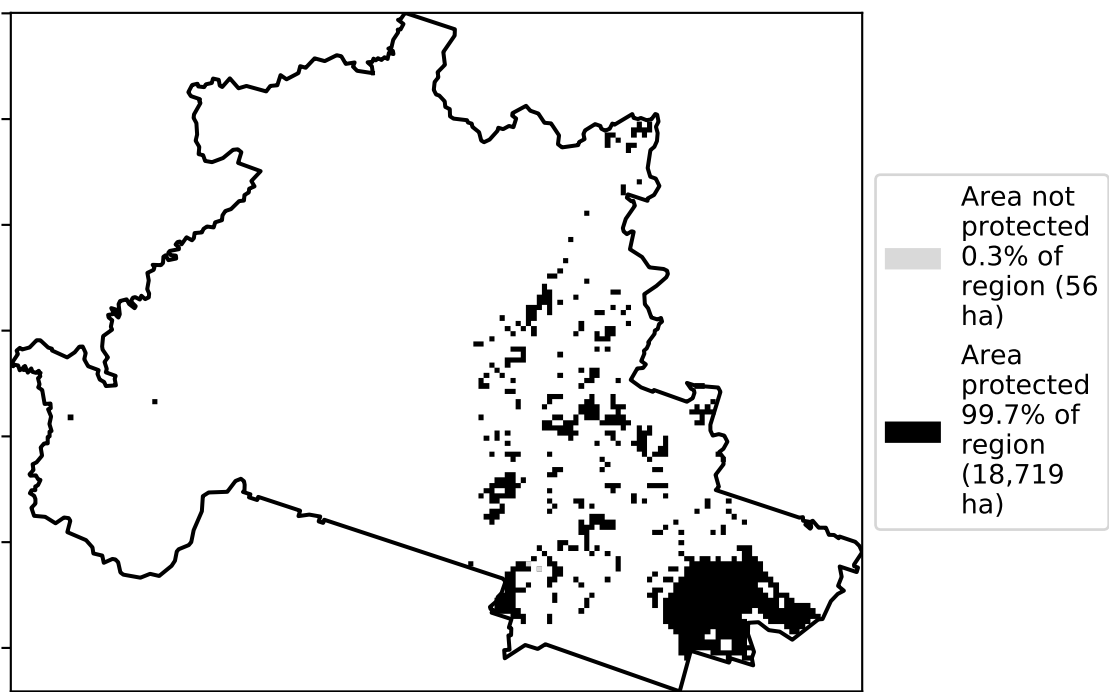 Area not
protected
0.3% of
region (56
ha)
Area
protected
99.7% of
region
(18,719
ha)